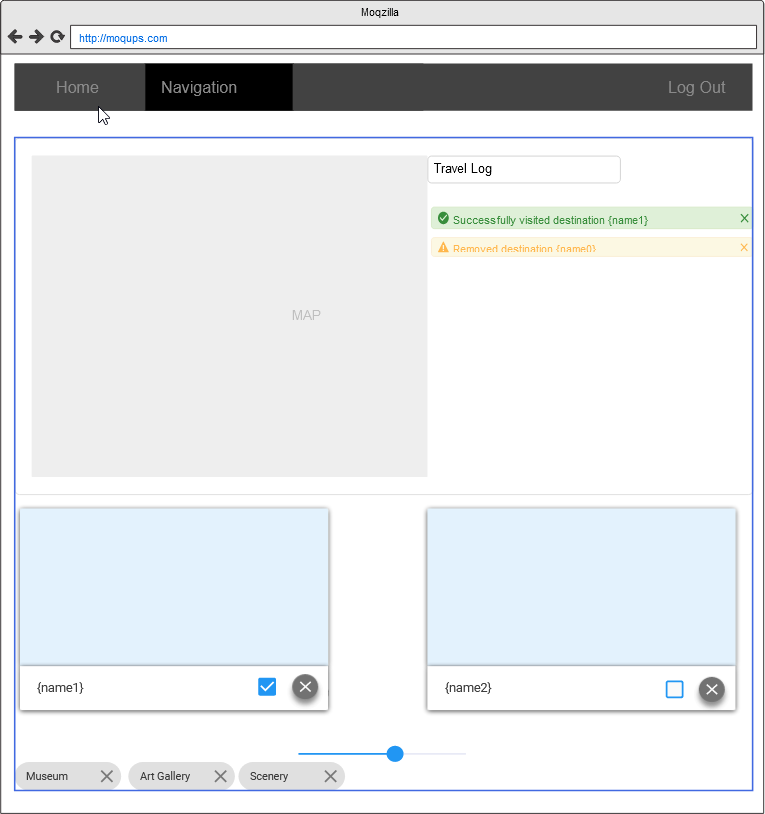 Moqzilla
http://moqups.com
Home
Navigation
Log Out
MAP
Travel Log
Successfully visited destination {name1}
Removed destination {name0}
{name1}
{name2}
Museum
Art Gallery
Scenery